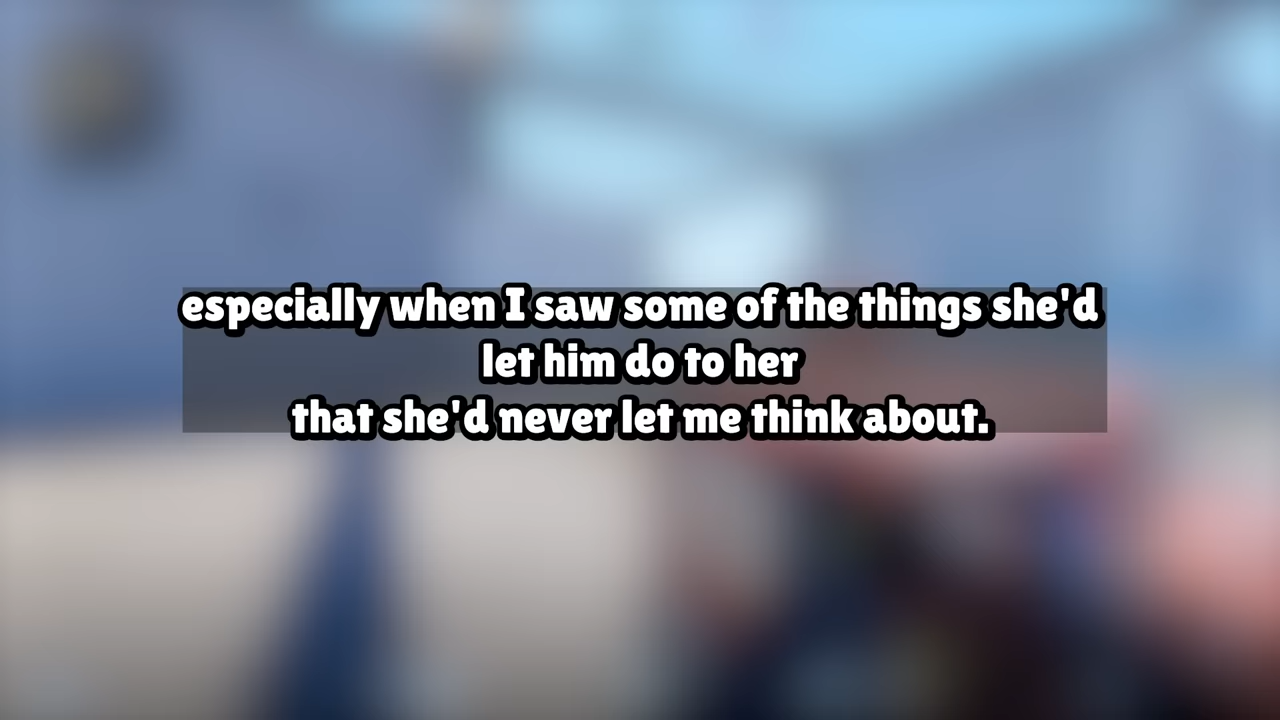 especially when I saw some of the things she'd
let him do to her
that she'd never let me think about.